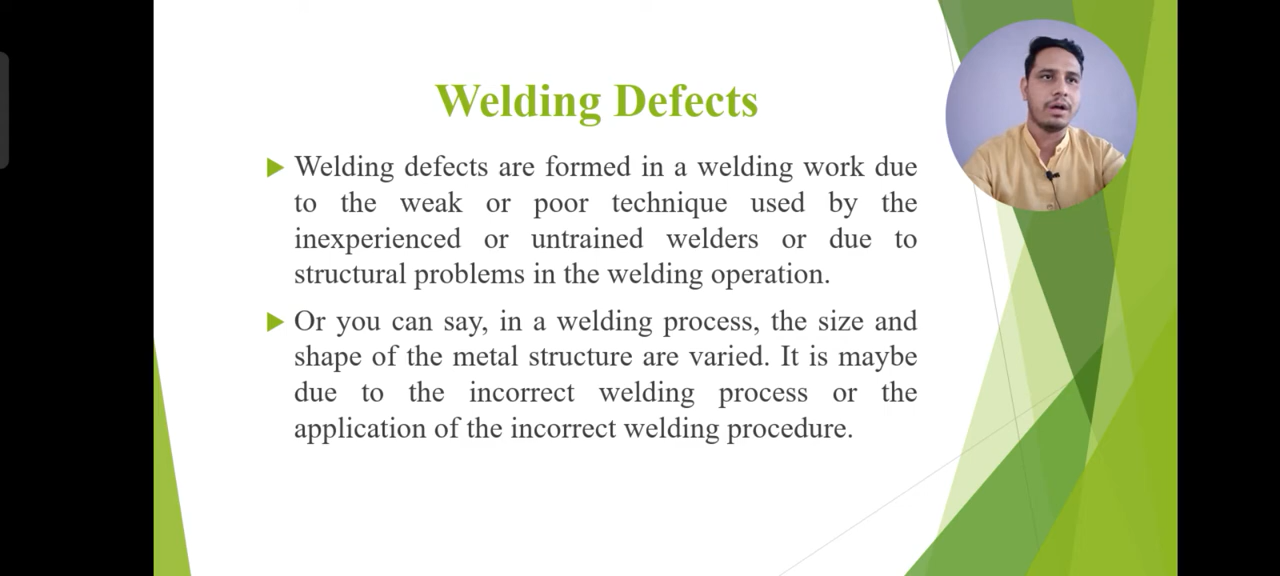 Welding Defects
Welding defects are formed in a welding work due
to the weak or poor technique used by the
inexperienced or untrained welders or due to
structural problems in the welding operation.
Or you can say, in a welding process, the size and
shape of the metal structure are varied. It is maybe
due to the incorrect welding process or the
application of the incorrect welding procedure.